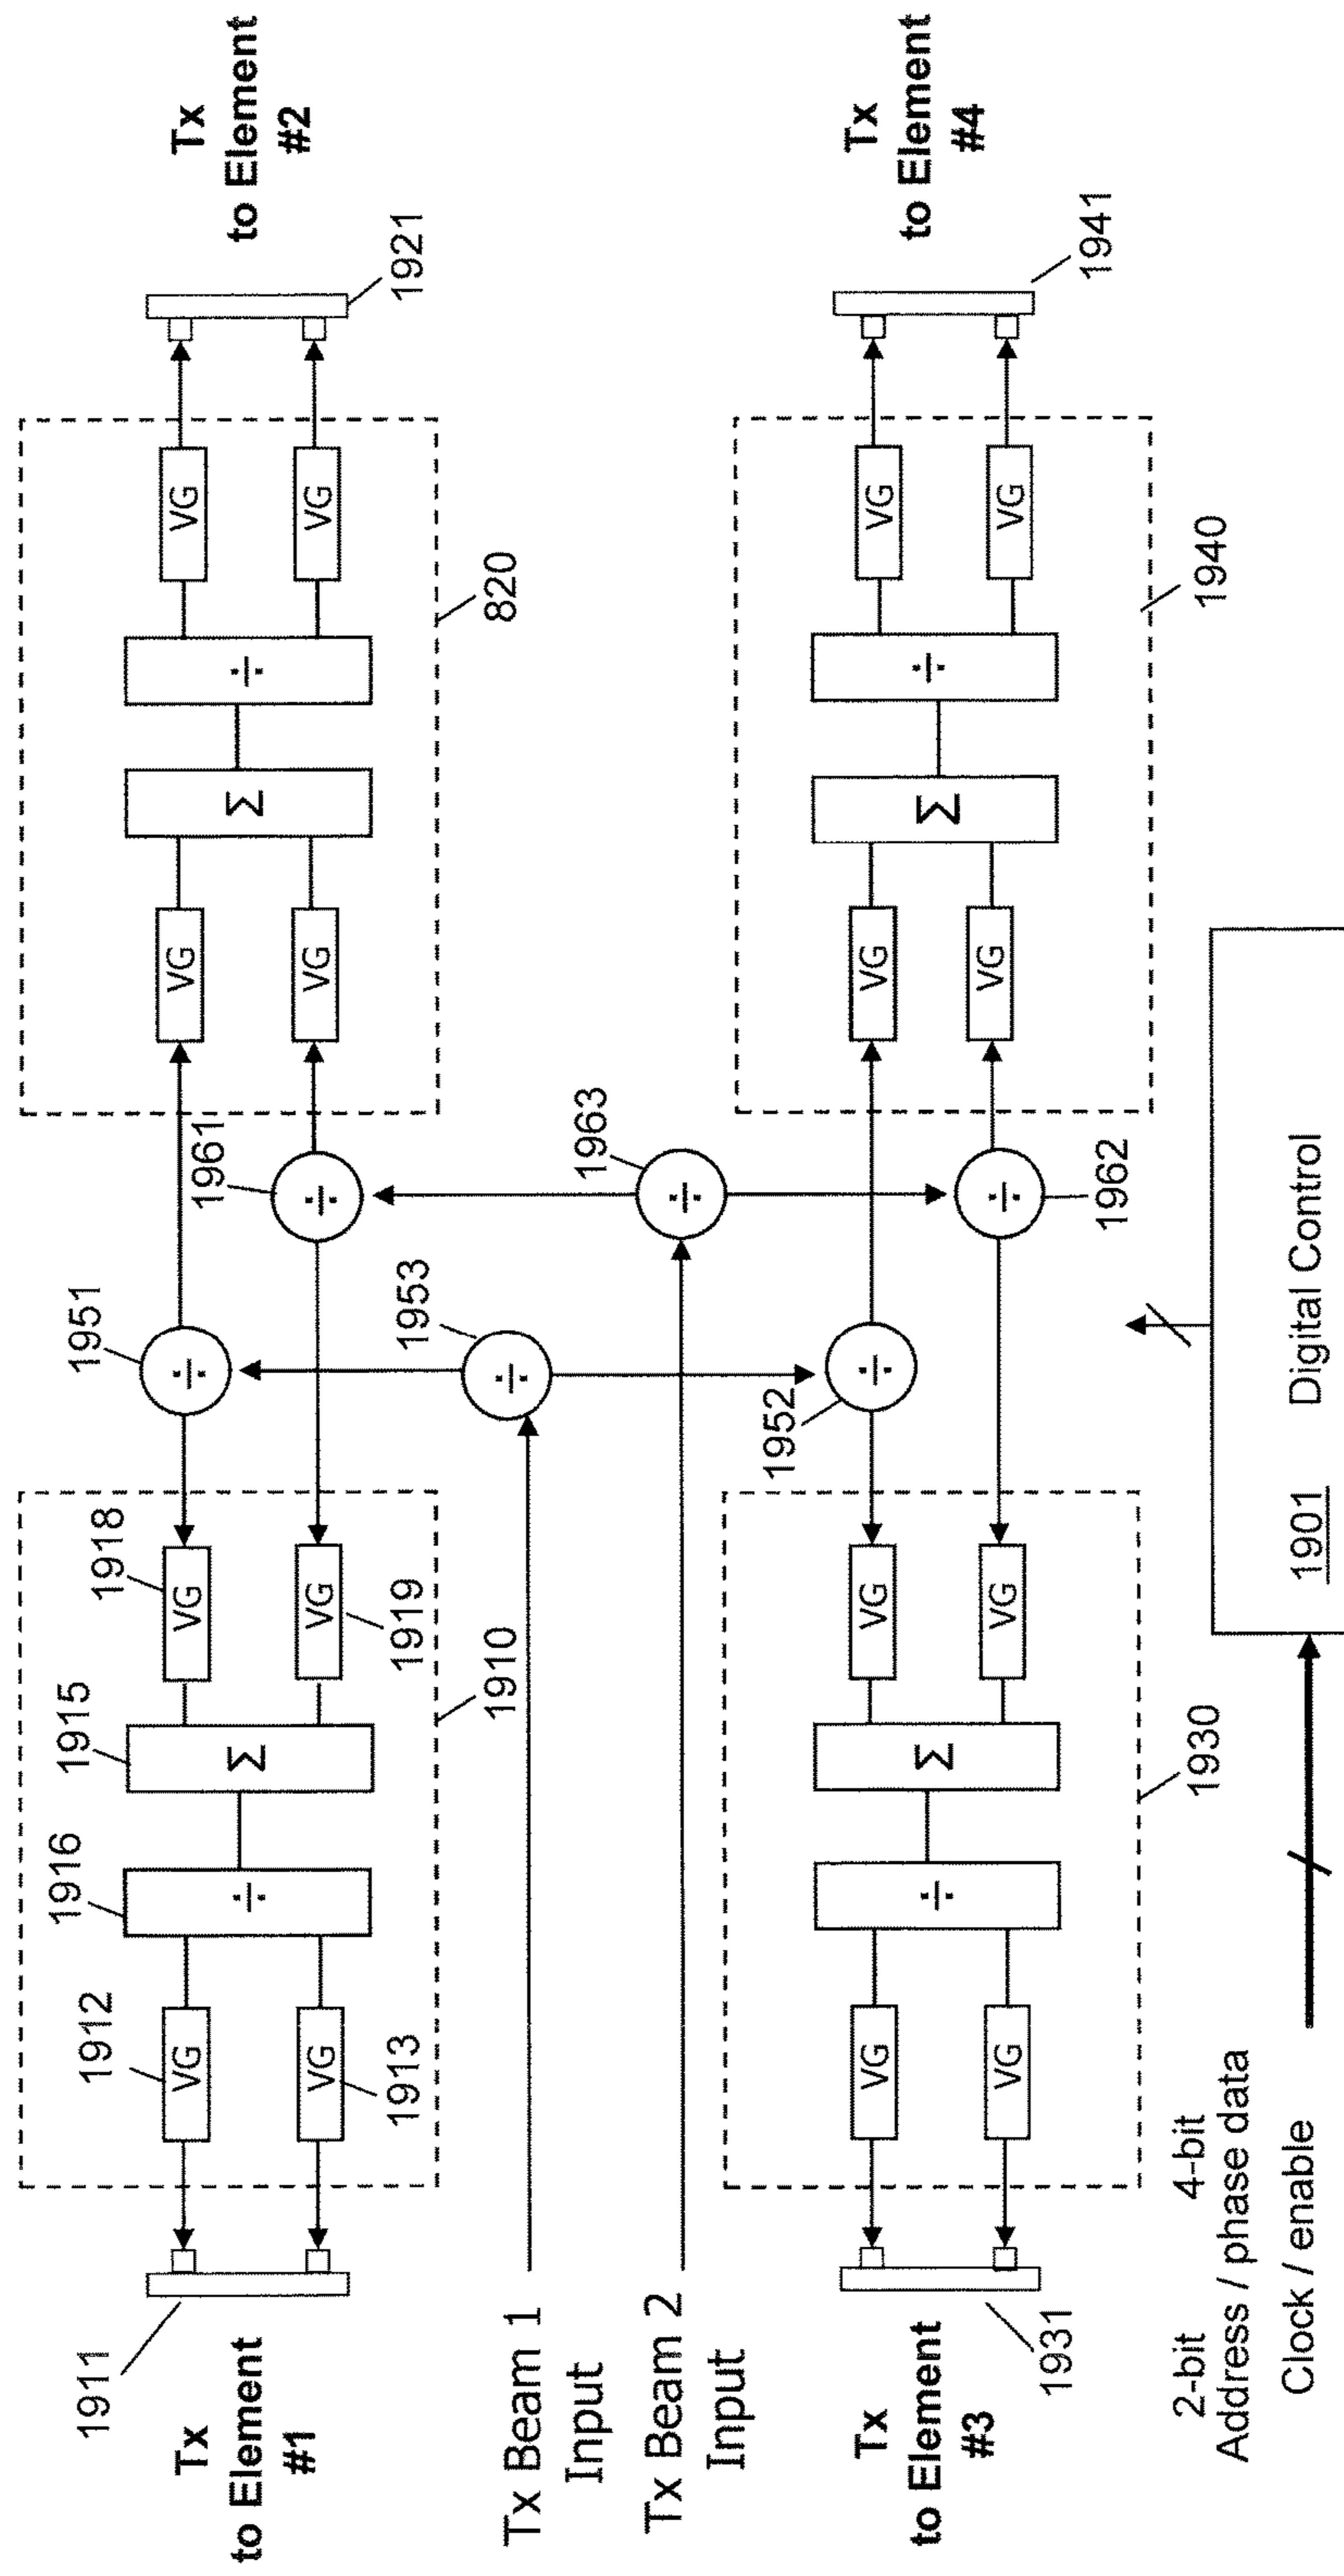 Tx
to Element
#1
1911
1912
1916
1915
1918
VG
VG
÷
Σ
VG
VG
1913
1919
1910
1951
÷
1961
÷
Tx
to Element
#2
1921
VG
VG
Σ
÷
VG
VG
820
Tx Beam 1
Input
1953
÷
Tx Beam 2
Input
1963
÷
Tx
to Element
#3
1931
VG
VG
÷
Σ
VG
VG
1930
1952
÷
1962
÷
Tx
to Element
#4
1941
VG
VG
Σ
÷
VG
VG
1940
2-bit 4-bit
Address / phase data
Clock / enable
1901 Digital Control